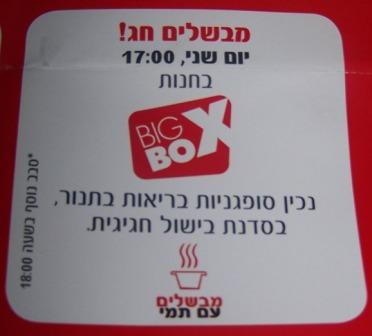 מבשלים חג!
יום שני, 17:00
בחנות
BIG
BOX
נכין סופגניות בריאות בתנור,
בסדנת בישול חגיגית.
*סבב נוסף בשעה 18:00
מבשלים
עם תמי